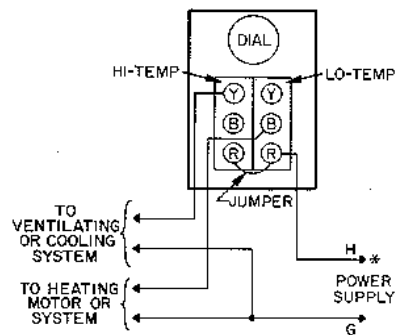 DIAL
HI-TEMP
LO-TEMP
Y Y
B B
R R
JUMPER
TO
VENTILATING
OR COOLING
SYSTEM
H *
POWER
SUPPLY
TO HEATING
MOTOR OR
SYSTEM
G